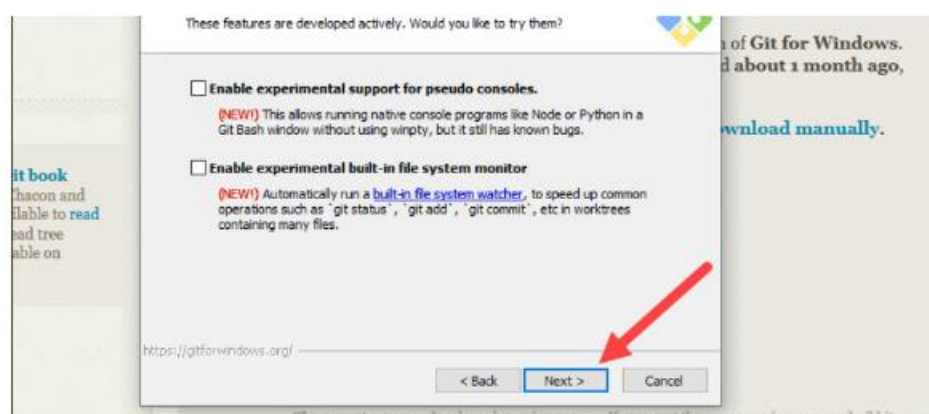 These features are developed actively. Would you like to try them?
of Git for Windows.
about 1 month ago,
Enable experimental support for pseudo consoles.
(NEW!) This allows running native console programs like Node or Python in a
Git Bash window without using winpty, but it still has known bugs.
download manually.
Enable experimental built-in file system monitor
(NEW!) Automatically run a built-in file system watcher, to speed up common
operations such as `git status`, `git add`, `git commit`, etc in worktrees
containing many files.
it book
Chacon and
ilable to read
ead tree
able on
https://gitforwindows.org/
< Back
Next >
Cancel